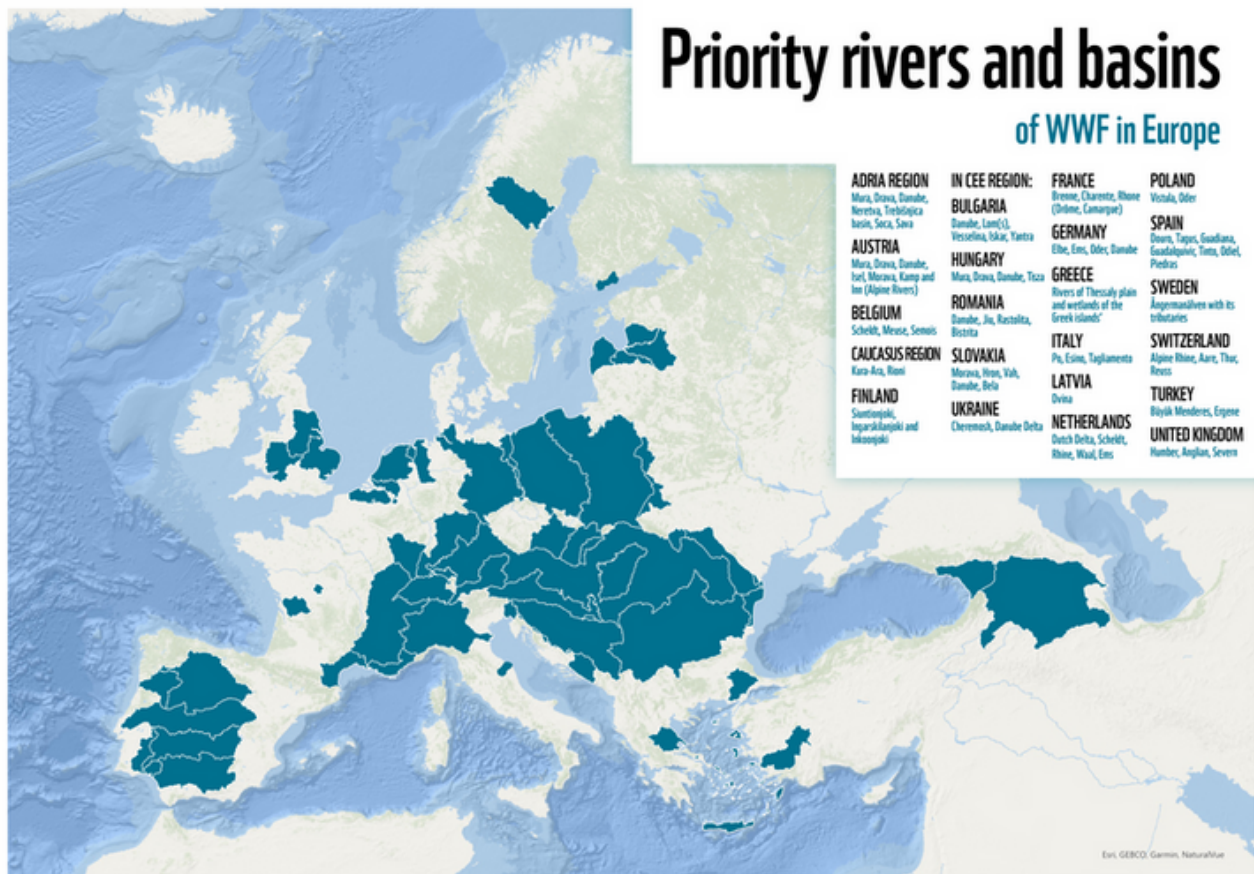 Priority rivers and basins
of WWF in Europe
ADRIA REGION
Mura, Drava, Danube,
Neretva, Trebišnjica
basin, Soca, Sava
AUSTRIA
Mura, Drava, Danube,
Isel, Morava, Kamp and
Inn (Alpine Rivers)
BELGIUM
Scheldt, Meuse, Semois
CAUCASUS REGION
Kura-Ara, Rioni
FINLAND
Siuntionjoki,
Ingarskilanjoki and
Inkoonjoki
IN CEE REGION:
BULGARIA
Danube, Lom(s),
Vesselina, Iskar, Yantra
HUNGARY
Mura, Drava, Danube, Tisza
ROMANIA
Danube, Jiu, Rastolita,
Bistrita
SLOVAKIA
Morava, Hron, Vah,
Danube, Bela
UKRAINE
Cheremosh, Danube Delta
FRANCE
Brenne, Charente, Rhone
(Drôme, Camargue)
GERMANY
Elbe, Ems, Oder, Danube
GREECE
Rivers of Thessaly plain
and wetlands of the
Greek islands'
ITALY
Po, Esino, Tagliamento
LATVIA
Dvina
NETHERLANDS
Dutch Delta, Scheldt,
Rhine, Waal, Ems
POLAND
Vistula, Oder
SPAIN
Douro, Tagus, Guadiana,
Guadalquivir, Tinto, Odiel,
Piedras
SWEDEN
Ångermanälven with its
tributaries
SWITZERLAND
Alpine Rhine, Aare, Thur,
Reuss
TURKEY
Büyük Menderes, Ergene
UNITED KINGDOM
Humber, Anglian, Severn
Esri, GEBCO, Garmin, NaturalVue